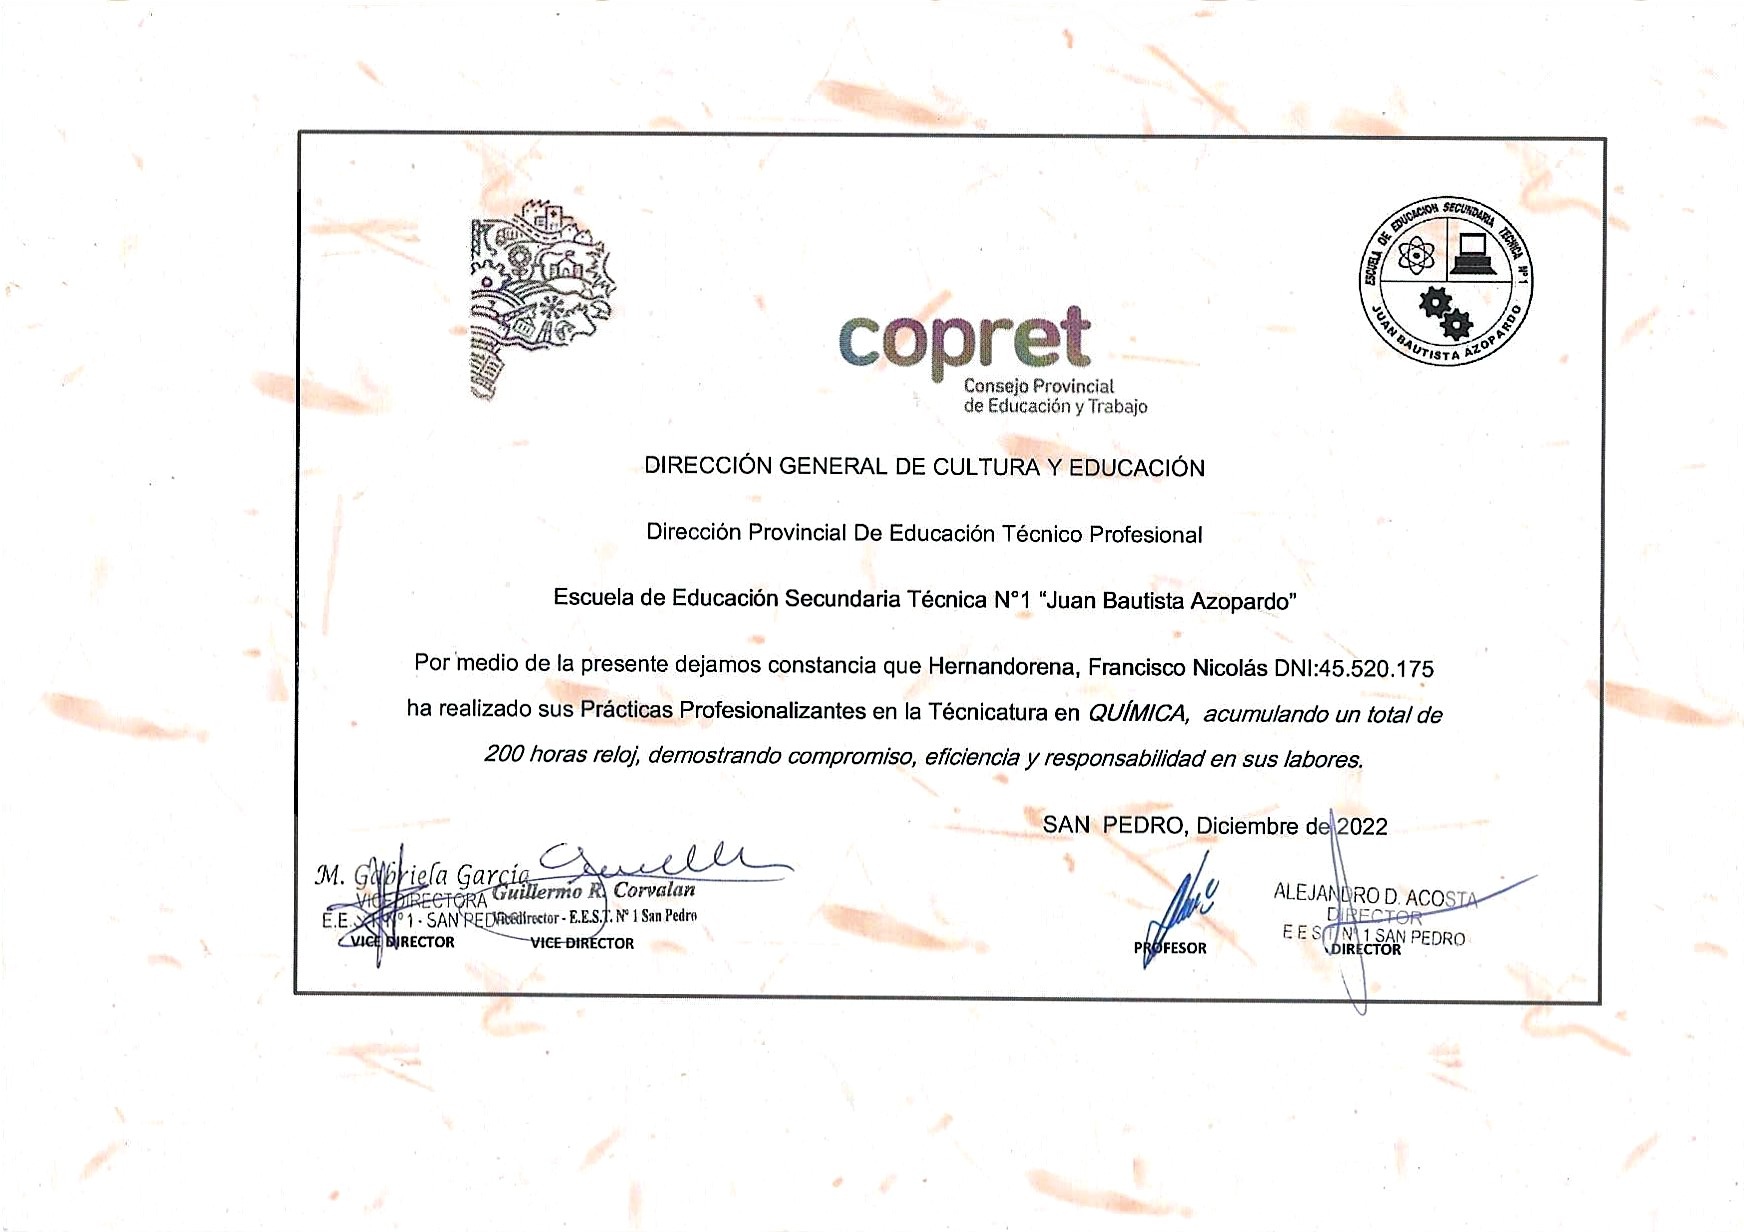 ESCUELA DE EDUCACION SECUNDARIA TECNICA Nº1
JUAN BAUTISTA AZOPARDO
copret
Consejo Provincial
de Educación y Trabajo
DIRECCIÓN GENERAL DE CULTURA Y EDUCACIÓN
Dirección Provincial De Educación Técnico Profesional
Escuela de Educación Secundaria Técnica N°1 “Juan Bautista Azopardo”
Por medio de la presente dejamos constancia que Hernandorena, Francisco Nicolás DNI:45.520.175
ha realizado sus Prácticas Profesionalizantes en la Técnicatura en QUÍMICA, acumulando un total de
200 horas reloj, demostrando compromiso, eficiencia y responsabilidad en sus labores.
SAN PEDRO, Diciembre de 2022
M. Gabriela García
VICEDIRECTORA
E.E.S.T. Nº 1 - SAN PEDRO
VICE DIRECTOR
Guillermo R. Corvalan
Vicedirector - E.E.S.T. Nº 1 San Pedro
VICE DIRECTOR
PROFESOR
ALEJANDRO D. ACOSTA
DIRECTOR
E E S T Nº 1 SAN PEDRO
DIRECTOR